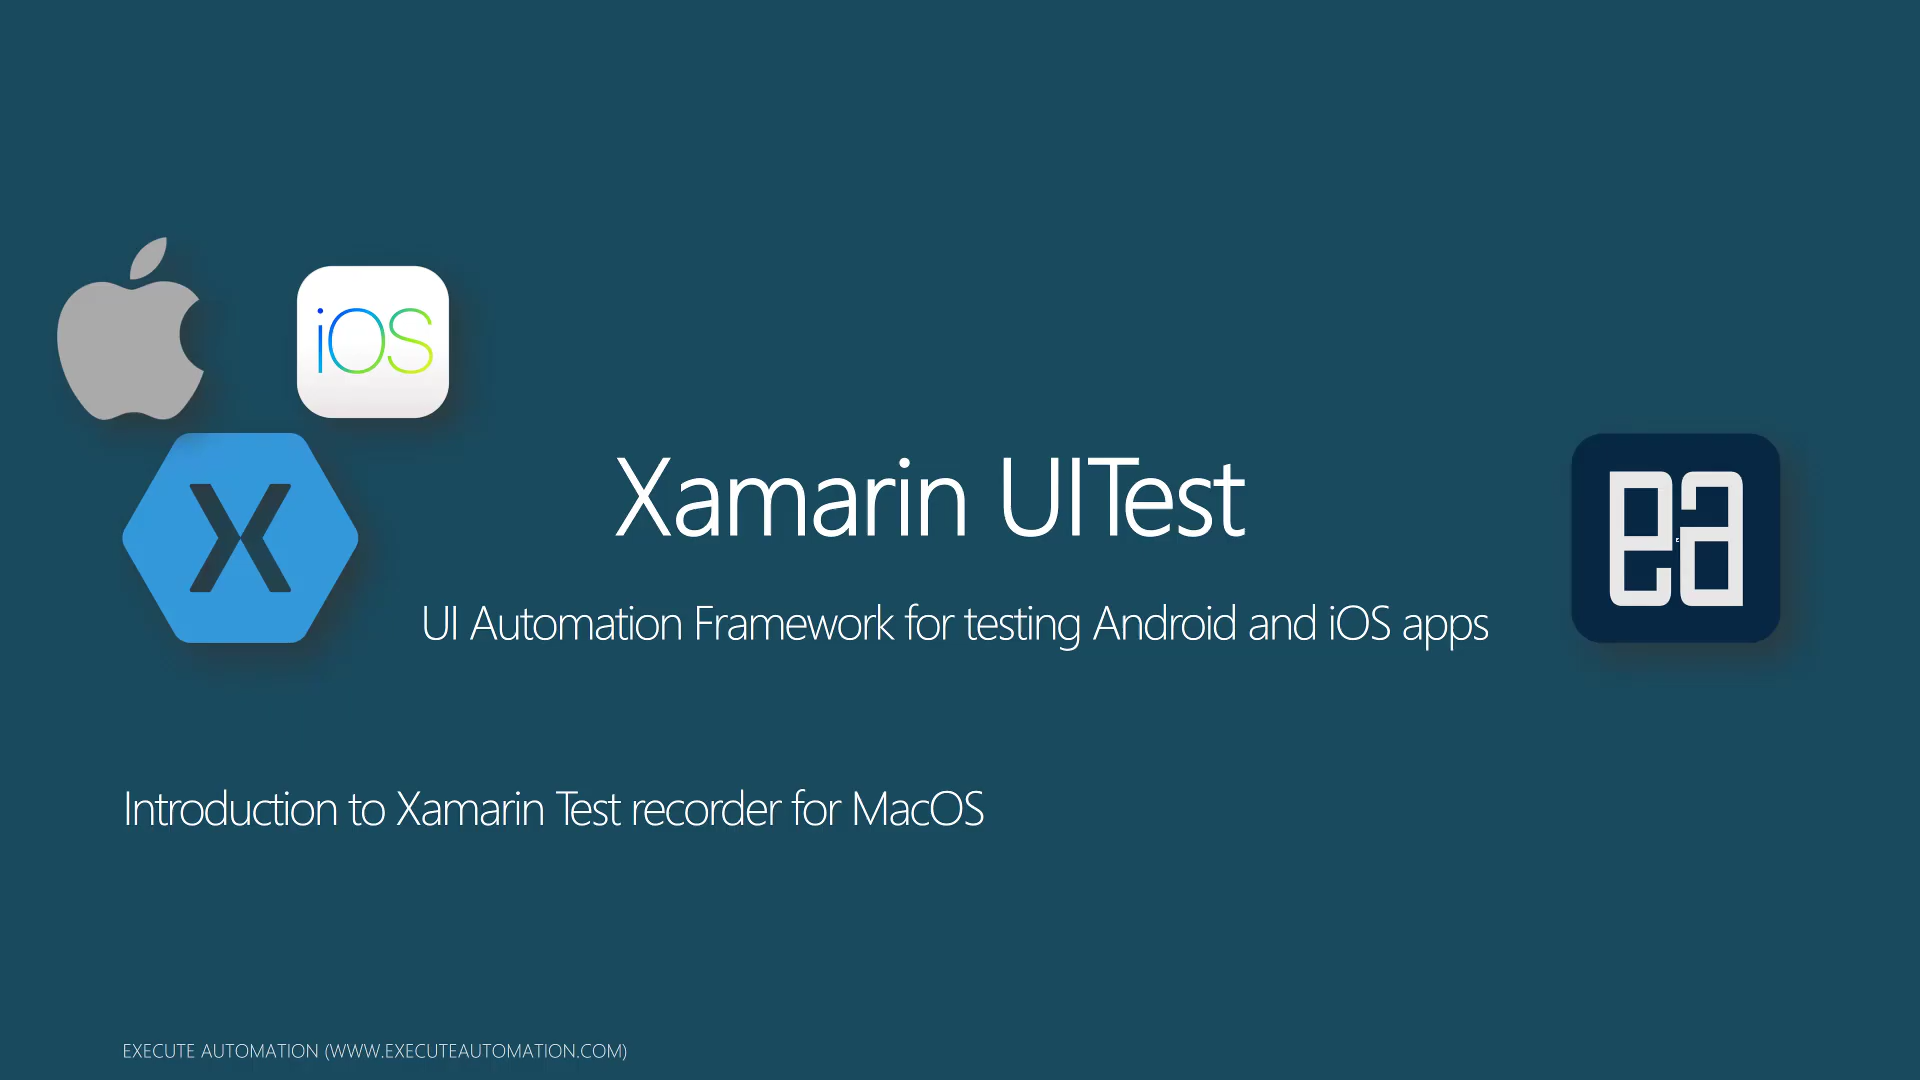 iOS
X
Xamarin UITest
ea
UI Automation Framework for testing Android and iOS apps
Introduction to Xamarin Test recorder for MacOS
EXECUTE AUTOMATION (WWW.EXECUTEAUTOMATION.COM)